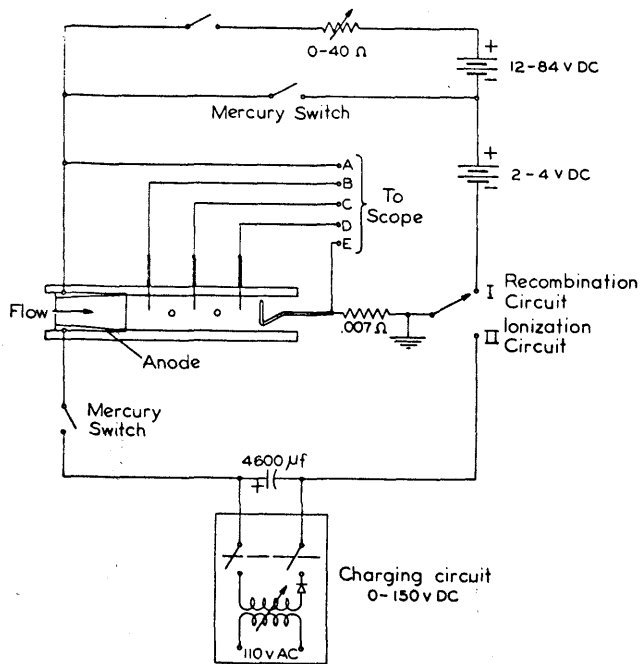 0-40 Ω
+
12-84 V DC
-
Mercury Switch
+
2-4 V DC
-
A
B
C
D
E
To
Scope
Flow
Anode
.007 Ω
I Recombination
Circuit
II Ionization
Circuit
Mercury
Switch
4600 μf
+
Charging circuit
0-150 V DC
110 V AC